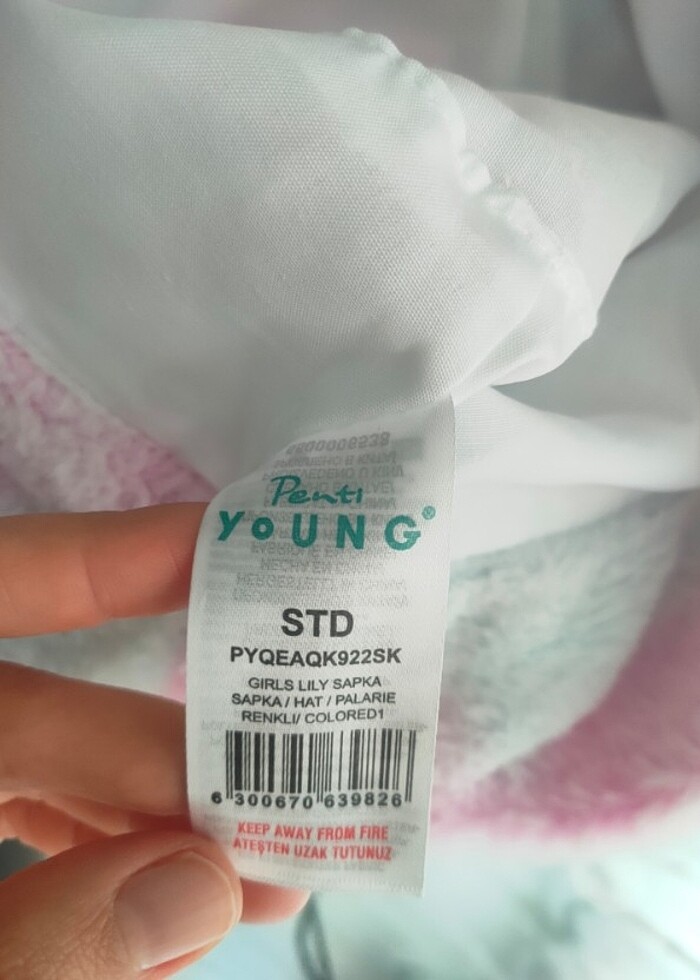 Penti
YOUNG®
STD
PYQEAQK922SK
GIRLS LILY SAPKA
SAPKA / HAT / PALARIE
RENKLI/ COLORED1
6 300670 639826
KEEP AWAY FROM FIRE
ATEŞTEN UZAK TUTUNUZ